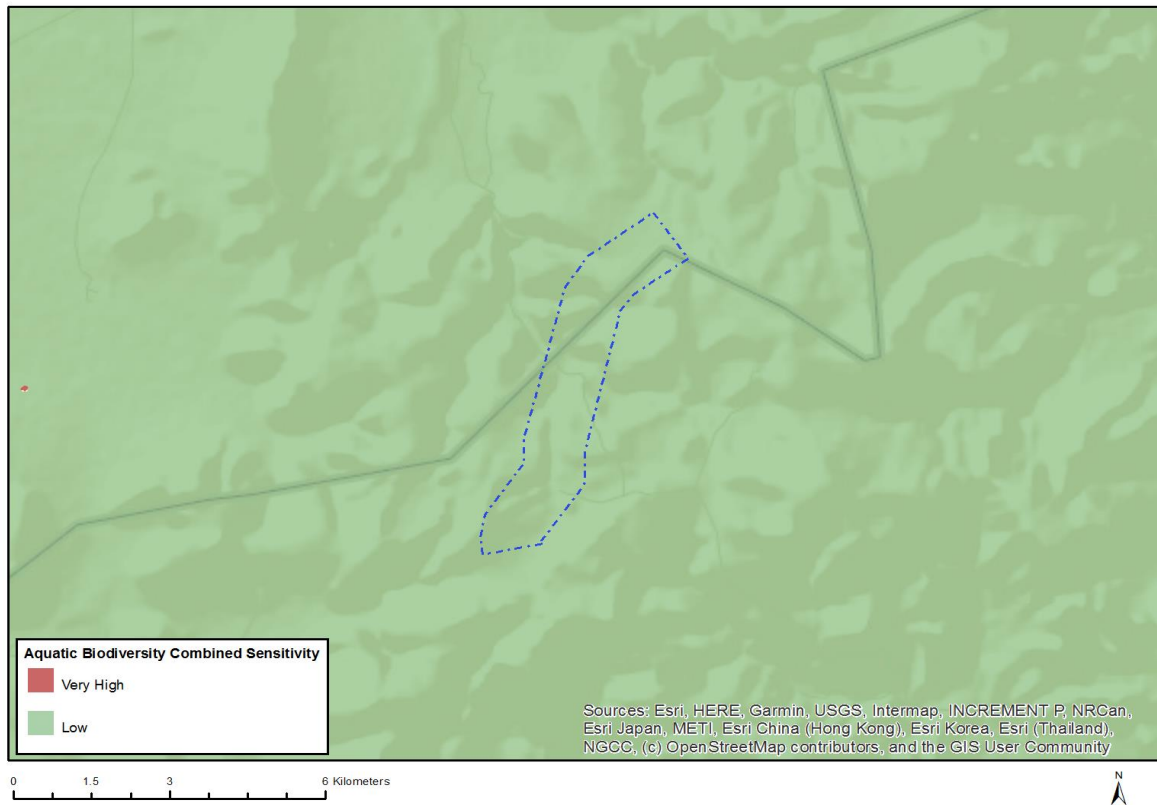 Aquatic Biodiversity Combined Sensitivity
Very High
Low
Sources: Esri, HERE, Garmin, USGS, Intermap, INCREMENT P, NRCan,
Esri Japan, METI, Esri China (Hong Kong), Esri Korea, Esri (Thailand),
NGCC, (c) OpenStreetMap contributors, and the GIS User Community
0 1.5 3 6 Kilometers
N